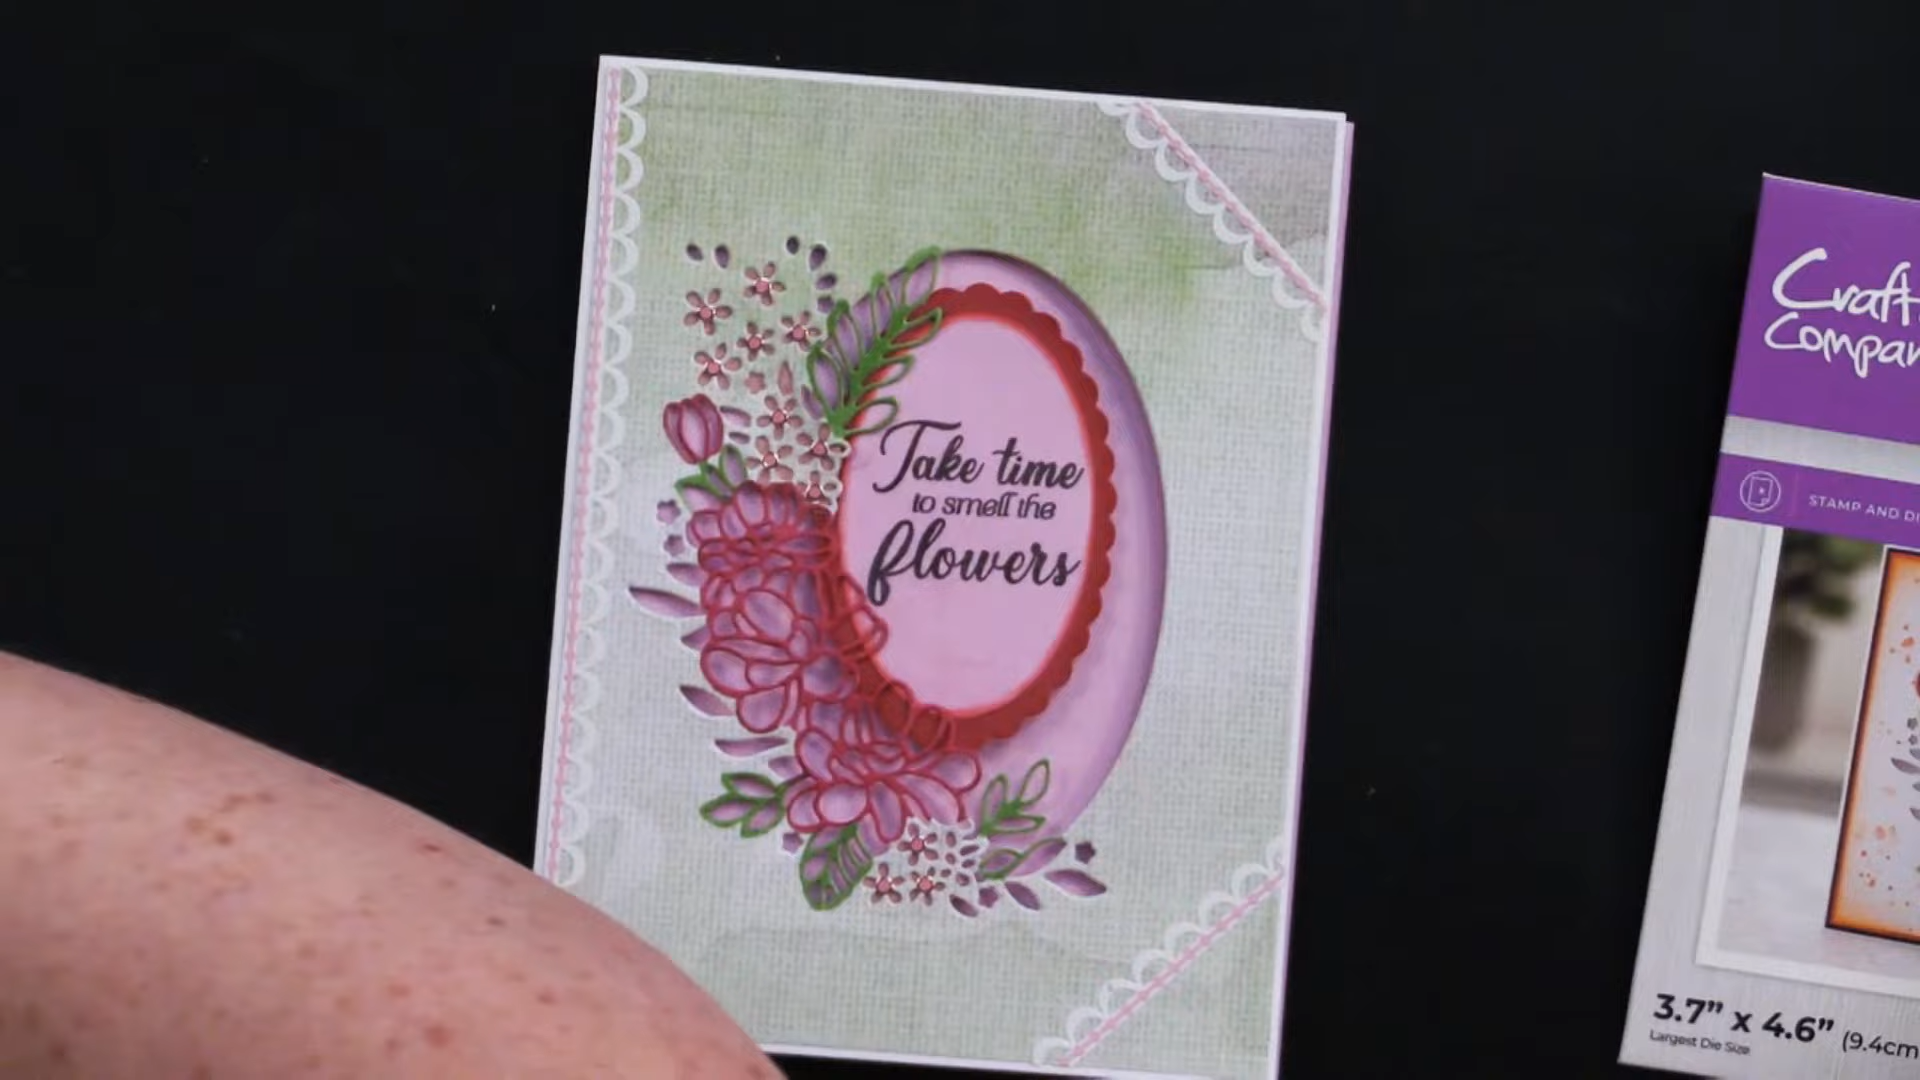 Take time
to smell the
flowers
Craft
Compan
STAMP AND DI
3.7” x 4.6” (9.4cm
Largest Die Size